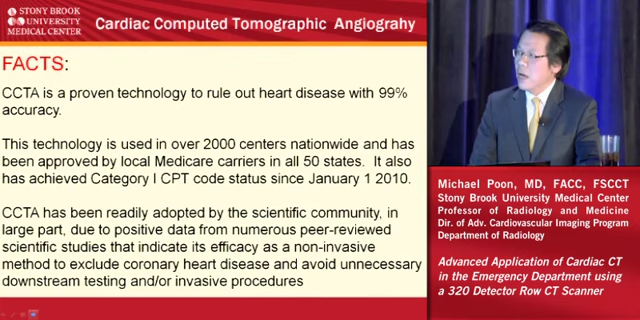 STONY BROOK
UNIVERSITY
MEDICAL CENTER
Cardiac Computed Tomographic Angiograhy
FACTS:
CCTA is a proven technology to rule out heart disease with 99%
accuracy.
This technology is used in over 2000 centers nationwide and has
been approved by local Medicare carriers in all 50 states. It also
has achieved Category I CPT code status since January 1 2010.
CCTA has been readily adopted by the scientific community, in
large part, due to positive data from numerous peer-reviewed
scientific studies that indicate its efficacy as a non-invasive
method to exclude coronary heart disease and avoid unnecessary
downstream testing and/or invasive procedures
Michael Poon, MD, FACC, FSCCT
Stony Brook University Medical Center
Professor of Radiology and Medicine
Dir. of Adv. Cardiovascular Imaging Program
Department of Radiology
Advanced Application of Cardiac CT
in the Emergency Department using
a 320 Detector Row CT Scanner